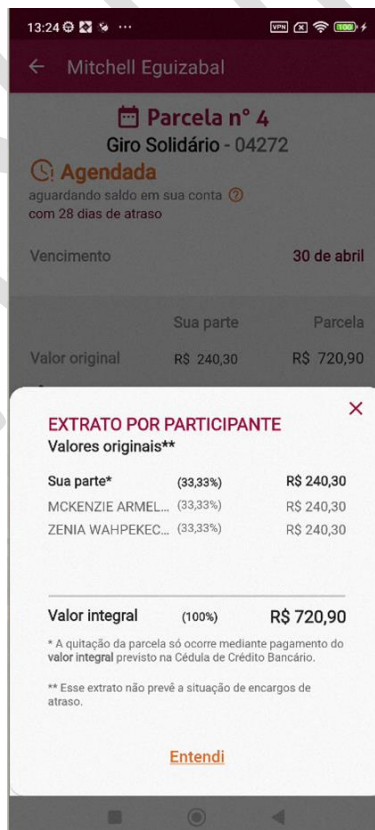 13:24
VPN
100
Mitchell Eguizabal
Parcela n° 4
Giro Solidário - 04272
Agendada
aguardando saldo em sua conta ?
com 28 dias de atraso
Vencimento 30 de abril
Sua parte Parcela
Valor original R$ 240,30 R$ 720,90
EXTRATO POR PARTICIPANTE
Valores originais**
Sua parte* (33,33%) R$ 240,30
MCKENZIE ARMEL... (33,33%) R$ 240,30
ZENIA WAHPEKEC... (33,33%) R$ 240,30
Valor integral (100%) R$ 720,90
* A quitação da parcela só ocorre mediante pagamento do
valor integral previsto na Cédula de Crédito Bancário.
** Esse extrato não prevê a situação de encargos de
atraso.
Entendi